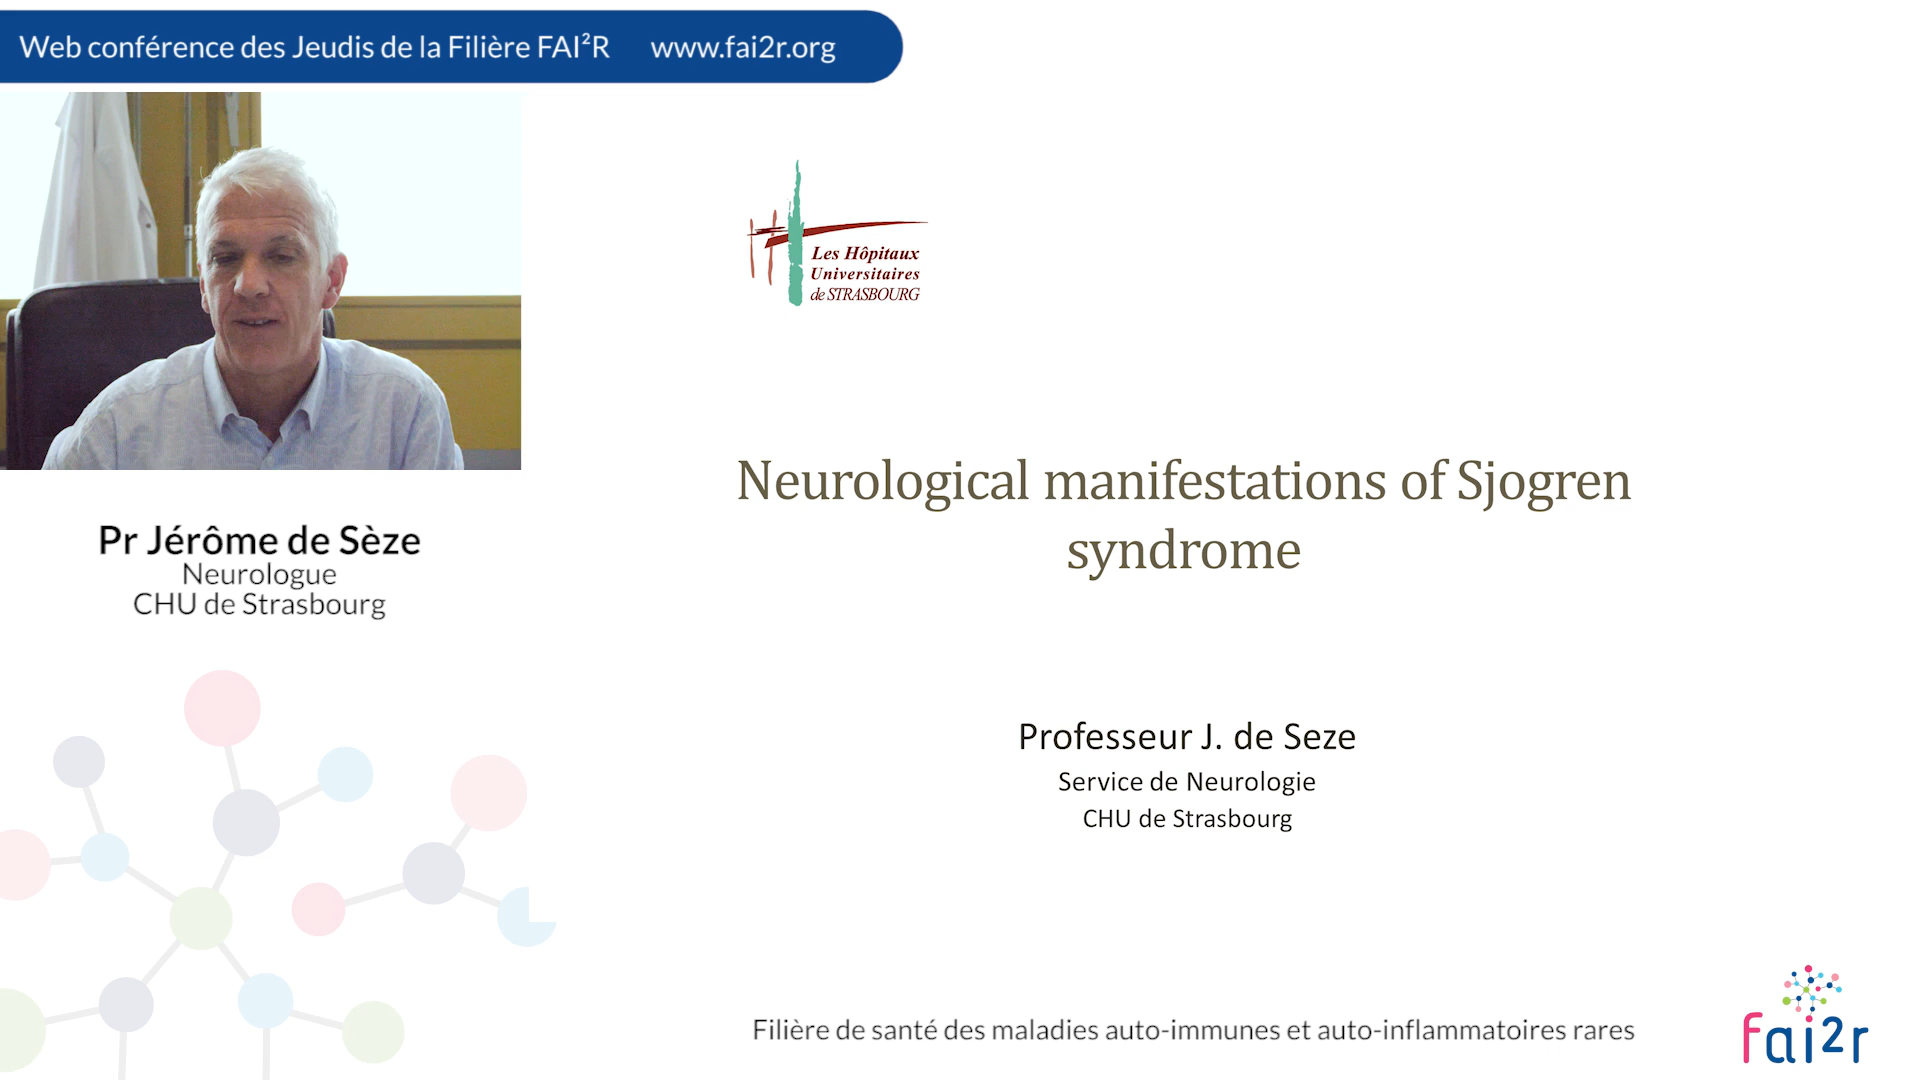 Web conférence des Jeudis de la Filière FAI²R www.fai2r.org
Les Hôpitaux
Universitaires
de STRASBOURG
Neurological manifestations of Sjogren
syndrome
Pr Jérôme de Sèze
Neurologue
CHU de Strasbourg
Professeur J. de Seze
Service de Neurologie
CHU de Strasbourg
Filière de santé des maladies auto-immunes et auto-inflammatoires rares
fai2r